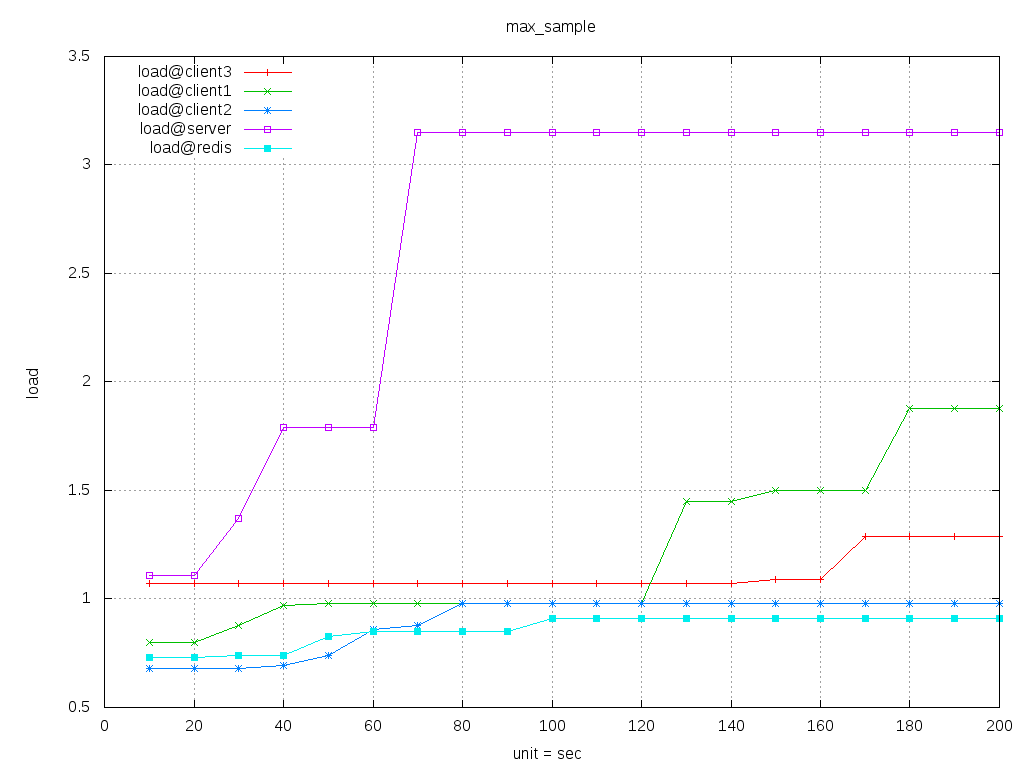 max_sample
load@client3
load@client1
load@client2
load@server
load@redis
3.5
3
2.5
2
1.5
1
0.5
load
0 20 40 60 80 100 120 140 160 180 200
unit = sec